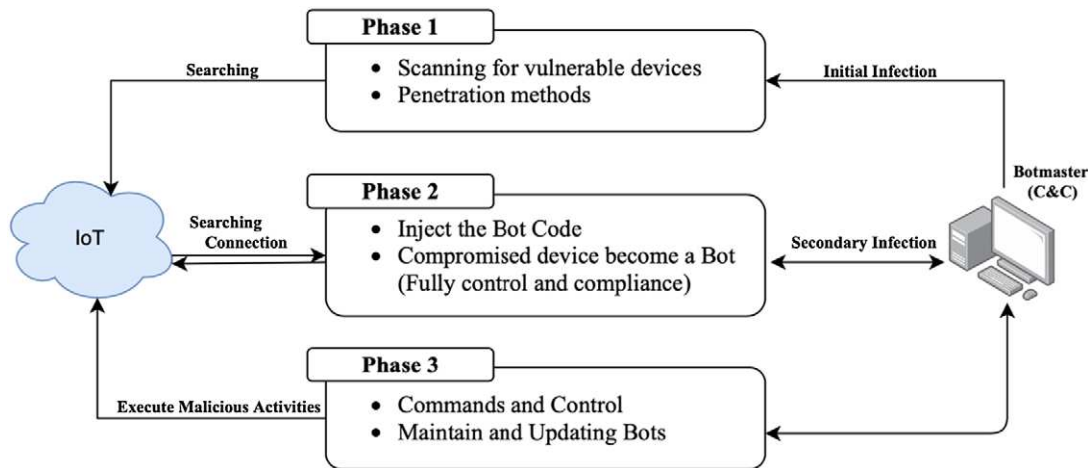 Phase 1
Searching
Scanning for vulnerable devices
Penetration methods
Initial Infection
Botmaster
(C&C)
Phase 2
IoT
Searching
Connection
Inject the Bot Code
Compromised device become a Bot
(Fully control and compliance)
Secondary Infection
Phase 3
Execute Malicious Activities
Commands and Control
Maintain and Updating Bots